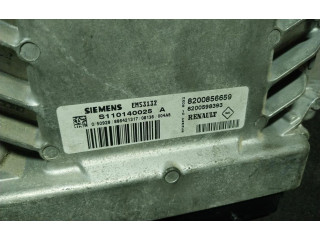 SIEMENS EMS3132
S110140026 A
8200856659
8200598393
RENAULT